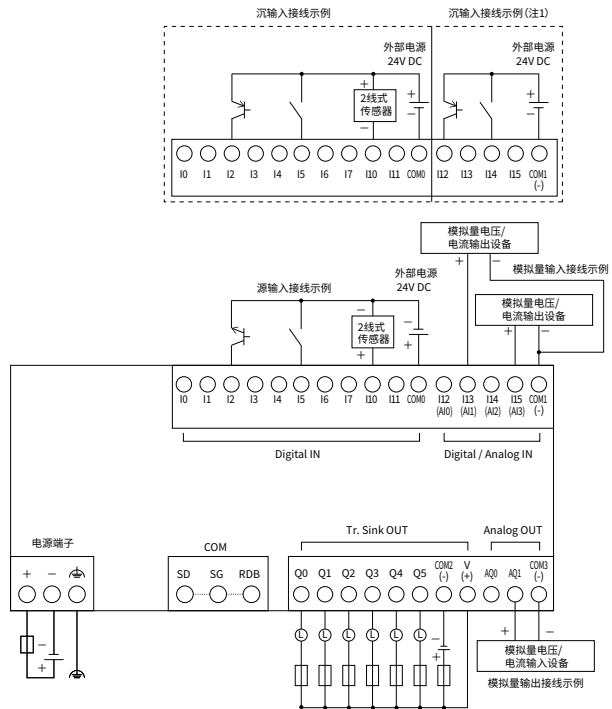 沉输入接线示例
沉输入接线示例(注1)
外部电源
24V DC
外部电源
24V DC
+
2线式
传感器
−
+
−
+
−
I0 I1 I2 I3 I4 I5 I6 I7 I10 I11 COM0 I12 I13 I14 I15 COM1
(-)
模拟量电压/
电流输出设备
+ −
模拟量输入接线示例
源输入接线示例
外部电源
24V DC
模拟量电压/
电流输出设备
+ −
−
2线式
传感器
+
−
+
I0 I1 I2 I3 I4 I5 I6 I7 I10 I11 COM0 I12 I13 I14 I15 COM1
(AI0) (AI1) (AI2) (AI3) (-)
Digital IN
Digital / Analog IN
Tr. Sink OUT
Analog OUT
电源端子
COM
+ −
SD SG RDB
Q0 Q1 Q2 Q3 Q4 Q5 COM2 V AQ0 AQ1 COM3
(-) (+) (-)
−
+
L L L L L L
−
+
+ −
模拟量电压/
电流输入设备
模拟量输出接线示例